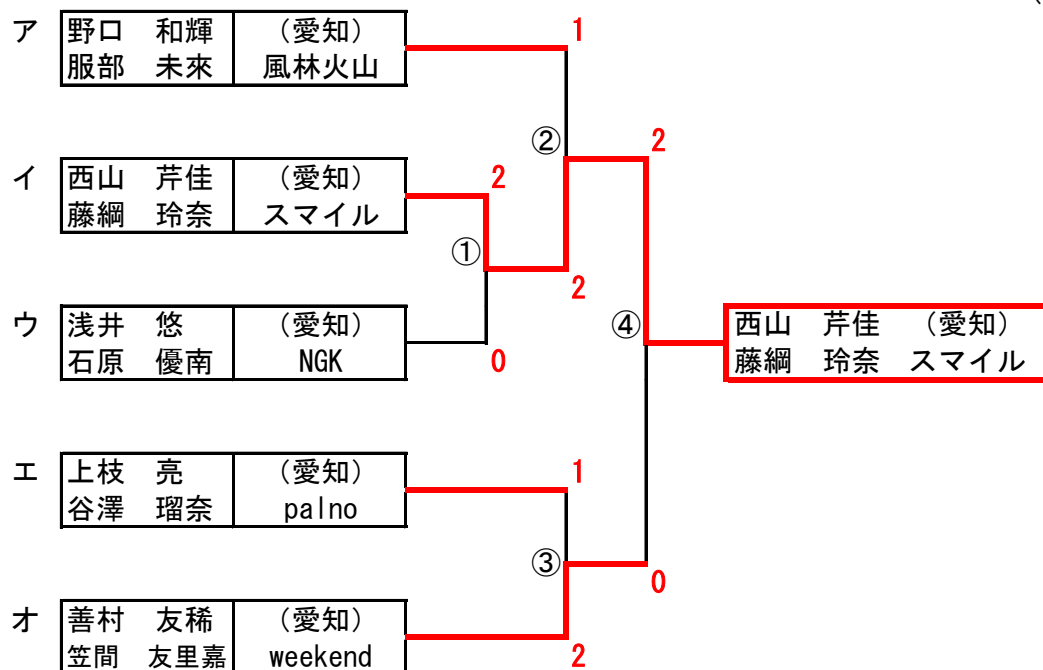 ア 野口 和輝 (愛知) 1
服部 未來 風林火山
② 2
イ 西山 芹佳 (愛知) 2
藤綱 玲奈 スマイル
①
2
ウ 浅井 悠 (愛知) ④ 西山 芹佳 (愛知)
石原 優南 NGK 0 藤綱 玲奈 スマイル
エ 上枝 亮 (愛知) 1
谷澤 瑠奈 palno
③ 0
オ 善村 友稀 (愛知)
笠間 友里嘉 weekend 2